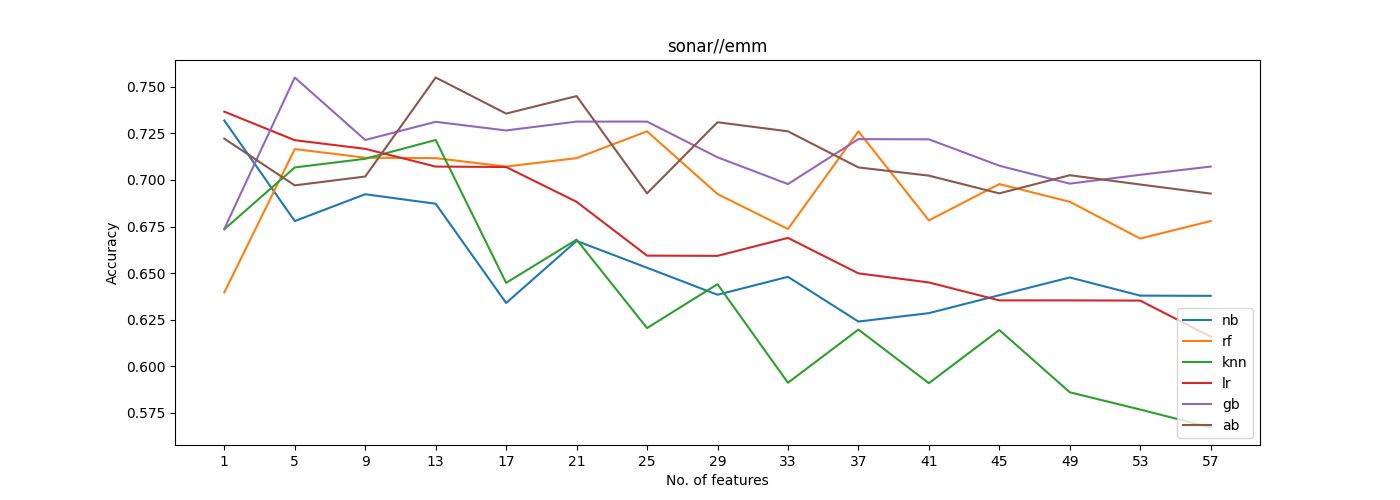 sonar//emm
Accuracy
0.750
0.725
0.700
0.675
0.650
0.625
0.600
0.575
1 5 9 13 17 21 25 29 33 37 41 45 49 53 57
No. of features
nb
rf
knn
lr
gb
ab